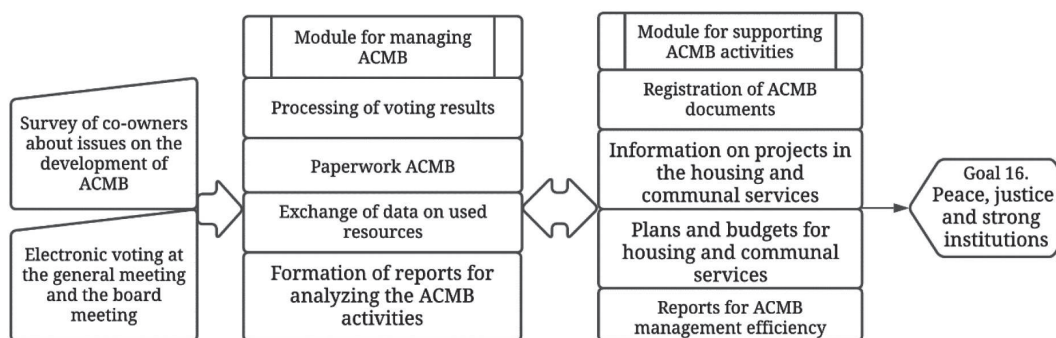 Survey of co-owners
about issues on the
development of
ACMB
Electronic voting at
the general meeting
and the board
meeting
Module for managing
ACMB
Processing of voting results
Paperwork ACMB
Exchange of data on used
resources
Formation of reports for
analyzing the ACMB
activities
Module for supporting
ACMB activities
Registration of ACMB
documents
Information on projects in
the housing and
communal services
Plans and budgets for
housing and communal
services
Reports for ACMB
management efficiency
Goal 16.
Peace, justice
and strong
institutions